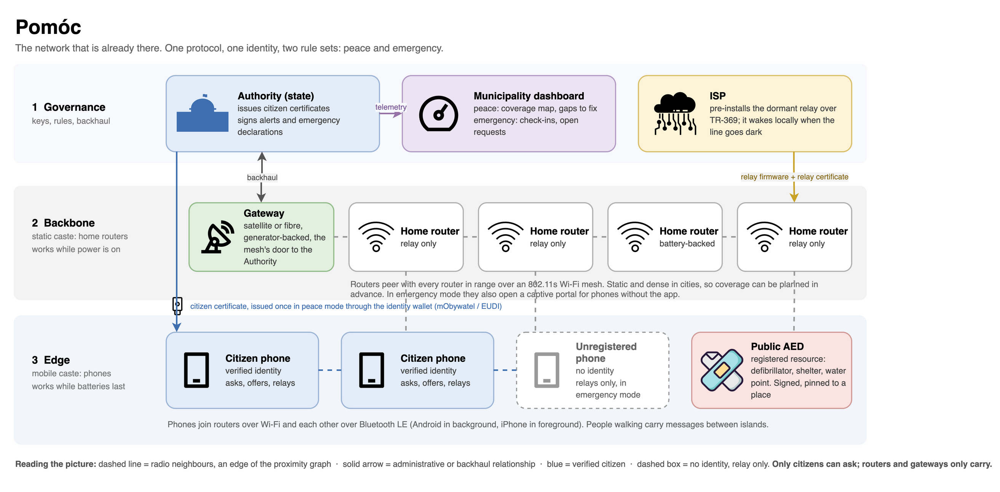 Pomóc
The network that is already there. One protocol, one identity, two rule sets: peace and emergency.
1 Governance
keys, rules, backhaul
Authority (state)
issues citizen certificates
signs alerts and emergency
declarations
telemetry
Municipality dashboard
peace: coverage map, gaps to fix
emergency: check-ins, open
requests
ISP
pre-installs the dormant relay over
TR-369; it wakes locally when the
line goes dark
backhaul
relay firmware + relay certificate
2 Backbone
static caste: home routers
works while power is on
Gateway
satellite or fibre,
generator-backed, the
mesh's door to the
Authority
Home router
relay only
Home router
relay only
Home router
battery-backed
Home router
relay only
Routers peer with every router in range over an 802.11s Wi-Fi mesh. Static and dense in cities, so coverage can be planned in
advance. In emergency mode they also open a captive portal for phones without the app.
citizen certificate, issued once in peace mode through the identity wallet (mObywatel / EUDI)
3 Edge
mobile caste: phones
works while batteries last
Citizen phone
verified identity
asks, offers, relays
Citizen phone
verified identity
asks, offers, relays
Unregistered
phone
no identity
relays only, in
emergency mode
Public AED
registered resource:
defibrillator, shelter, water
point. Signed, pinned to a
place
Phones join routers over Wi-Fi and each other over Bluetooth LE (Android in background, iPhone in foreground). People walking carry messages between islands.
Reading the picture: dashed line = radio neighbours, an edge of the proximity graph · solid arrow = administrative or backhaul relationship · blue = verified citizen · dashed box = no identity, relay only. Only citizens can ask; routers and gateways only carry.